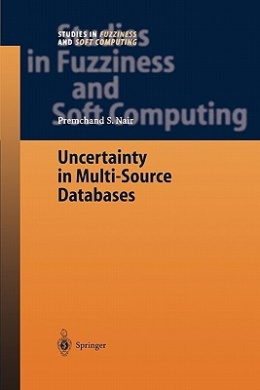 STUDIES IN FUZZINESS
AND SOFT COMPUTING
Studies
in Fuzziness
and
Soft Computing
Premchand S. Nair
Uncertainty
in Multi-Source
Databases
Springer